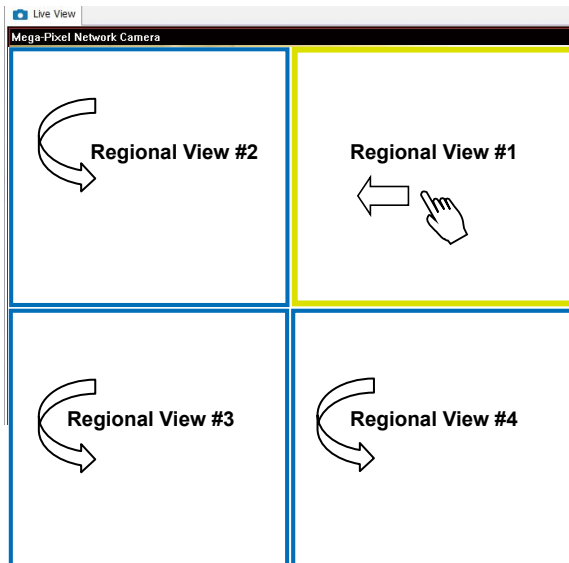 Live View
Mega-Pixel Network Camera
Regional View #2
Regional View #1
Regional View #3
Regional View #4